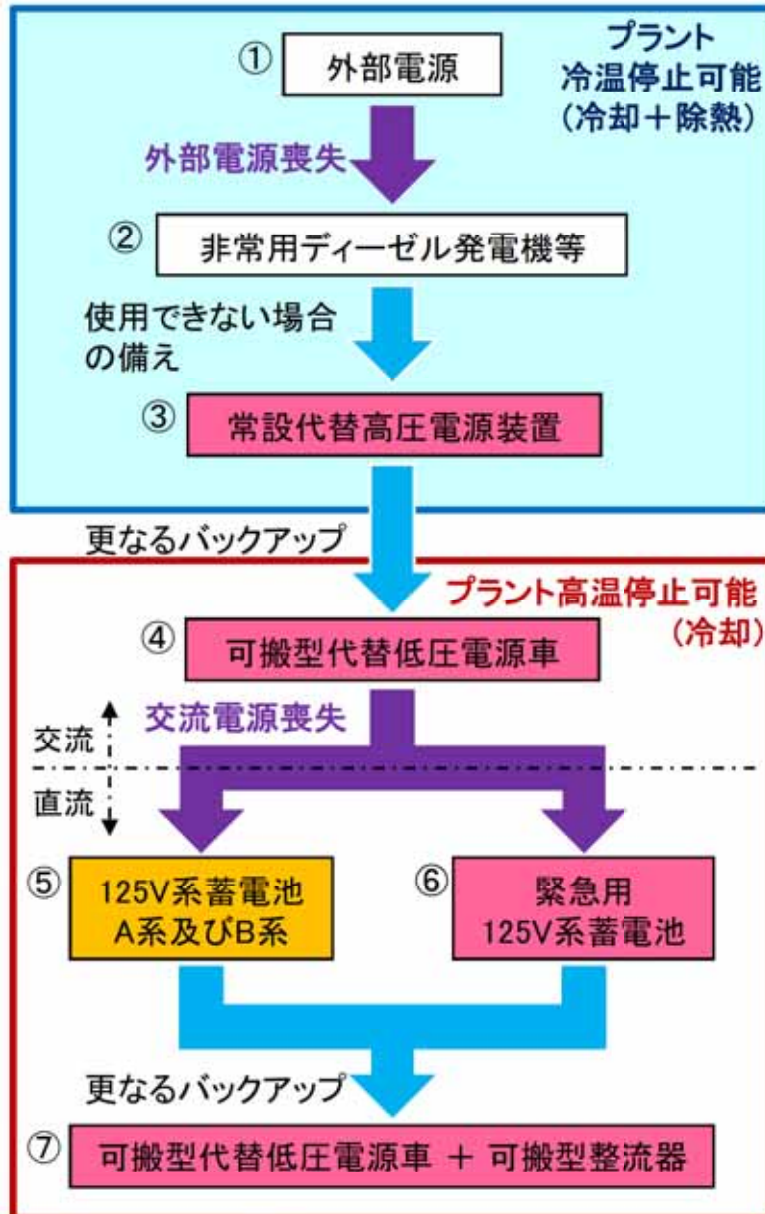 プラント
冷温停止可能
（冷却＋除熱）
① 外部電源
外部電源喪失
② 非常用ディーゼル発電機等
使用できない場合
の備え
③ 常設代替高圧電源装置
更なるバックアップ
プラント高温停止可能
（冷却）
④ 可搬型代替低圧電源車
交流電源喪失
交流
直流
⑤ 125V系蓄電池
A系及びB系
⑥ 緊急用
125V系蓄電池
更なるバックアップ
⑦ 可搬型代替低圧電源車 ＋ 可搬型整流器